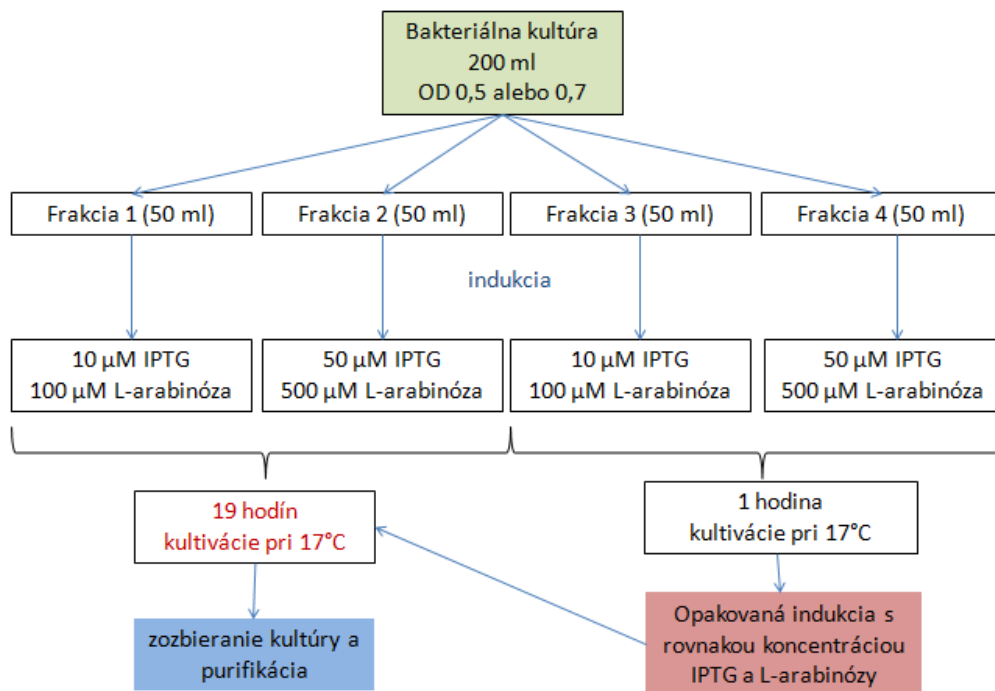 Bakteriálna kultúra
200 ml
OD 0,5 alebo 0,7
Frakcia 1 (50 ml)
Frakcia 2 (50 ml)
Frakcia 3 (50 ml)
Frakcia 4 (50 ml)
indukcia
10 µM IPTG
100 µM L-arabinóza
50 µM IPTG
500 µM L-arabinóza
10 µM IPTG
100 µM L-arabinóza
50 µM IPTG
500 µM L-arabinóza
19 hodín
kultivácie pri 17°C
1 hodina
kultivácie pri 17°C
zozbieranie kultúry a
purifikácia
Opakovaná indukcia s
rovnakou koncentráciou
IPTG a L-arabinózy